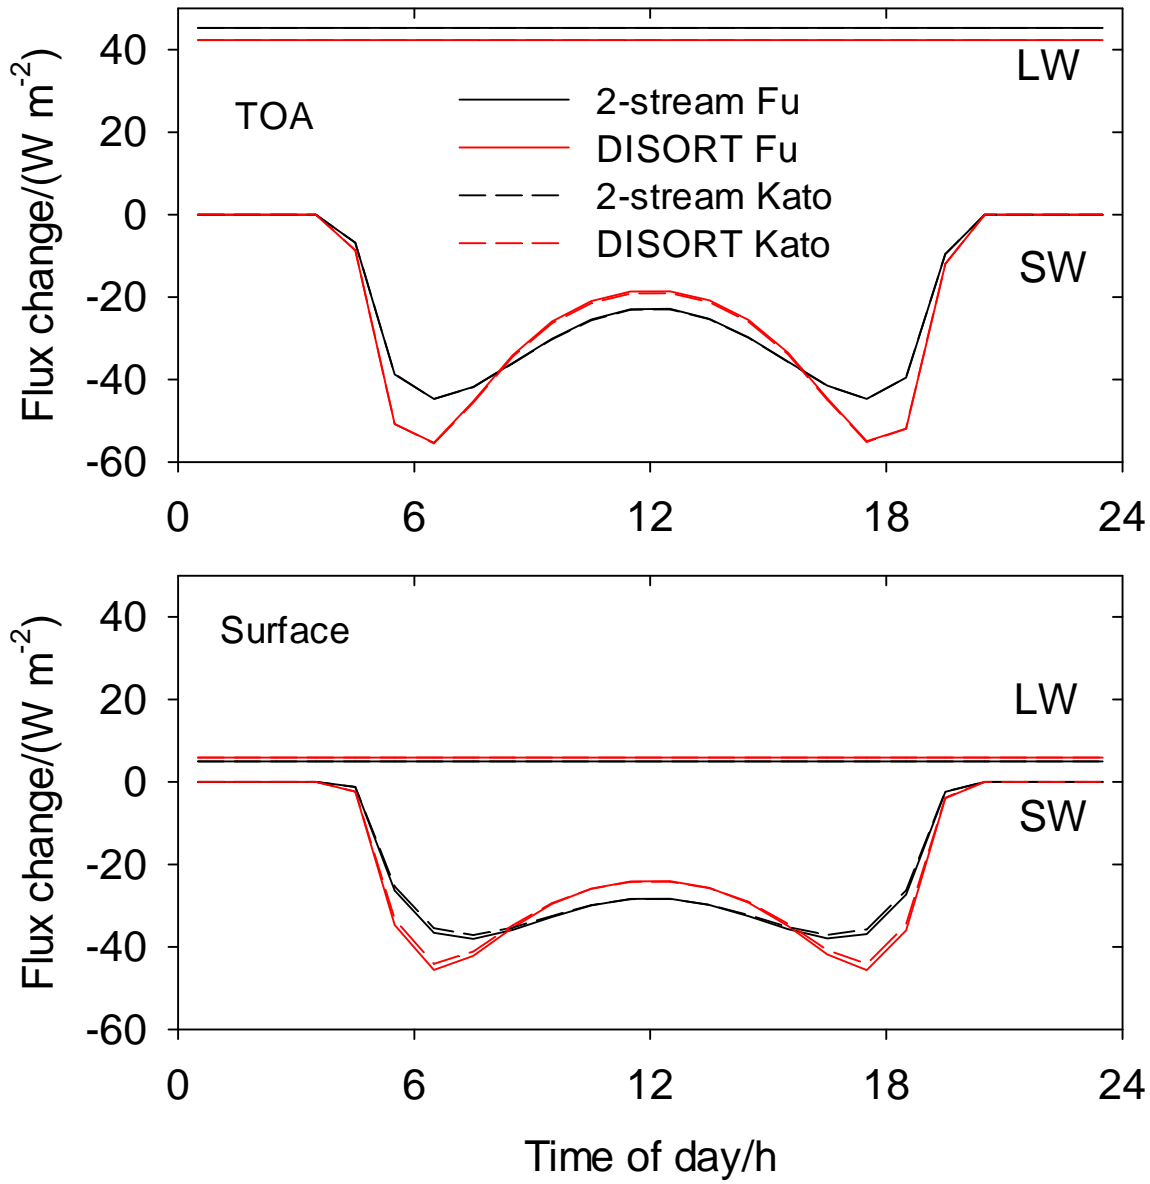 40
20
0
-20
-40
-60
Flux change/(W m-2)
TOA
LW
2-stream Fu
DISORT Fu
2-stream Kato
DISORT Kato
SW
0 6 12 18 24
40
20
0
-20
-40
-60
Flux change/(W m-2)
Surface
LW
SW
0 6 12 18 24
Time of day/h